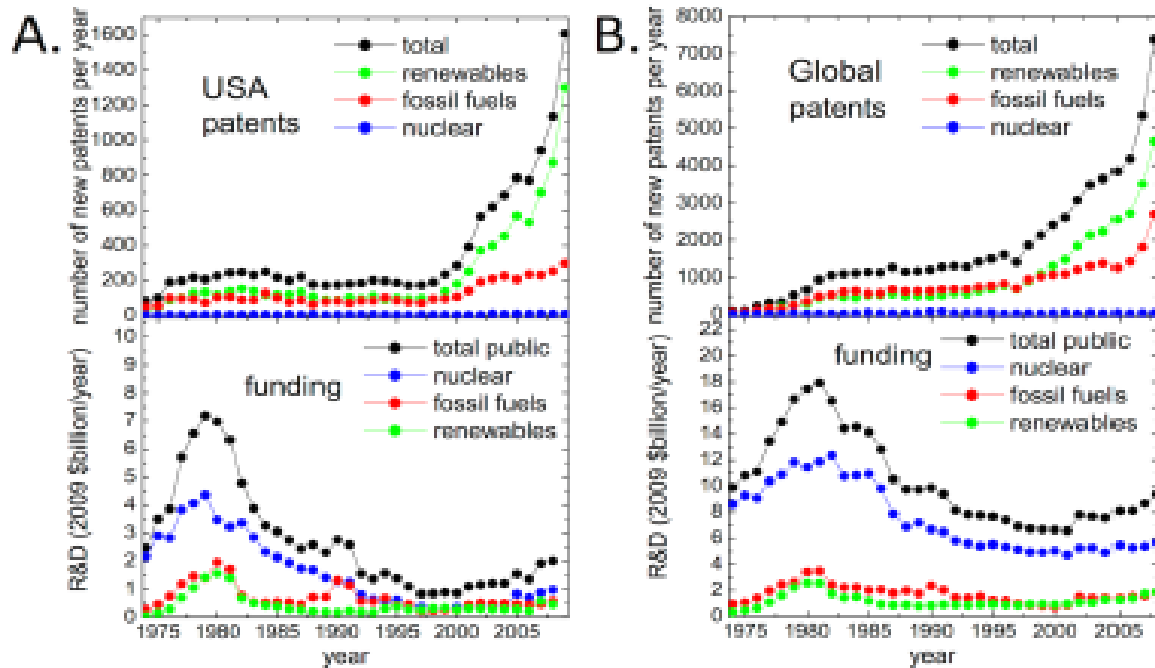 A.
number of new patents per year
1600
1400
1200
1000
800
600
400
200
0
USA
patents
total
renewables
fossil fuels
nuclear
R&D (2009 $billion/year)
10
9
8
7
6
5
4
3
2
1
0
funding
total public
nuclear
fossil fuels
renewables
1975 1980 1985 1990 1995 2000 2005
year
B.
number of new patents per year
8000
7000
6000
5000
4000
3000
2000
1000
0
Global
patents
total
renewables
fossil fuels
nuclear
R&D (2009 $billion/year)
22
20
18
16
14
12
10
8
6
4
2
0
funding
total public
nuclear
fossil fuels
renewables
1975 1980 1985 1990 1995 2000 2005
year